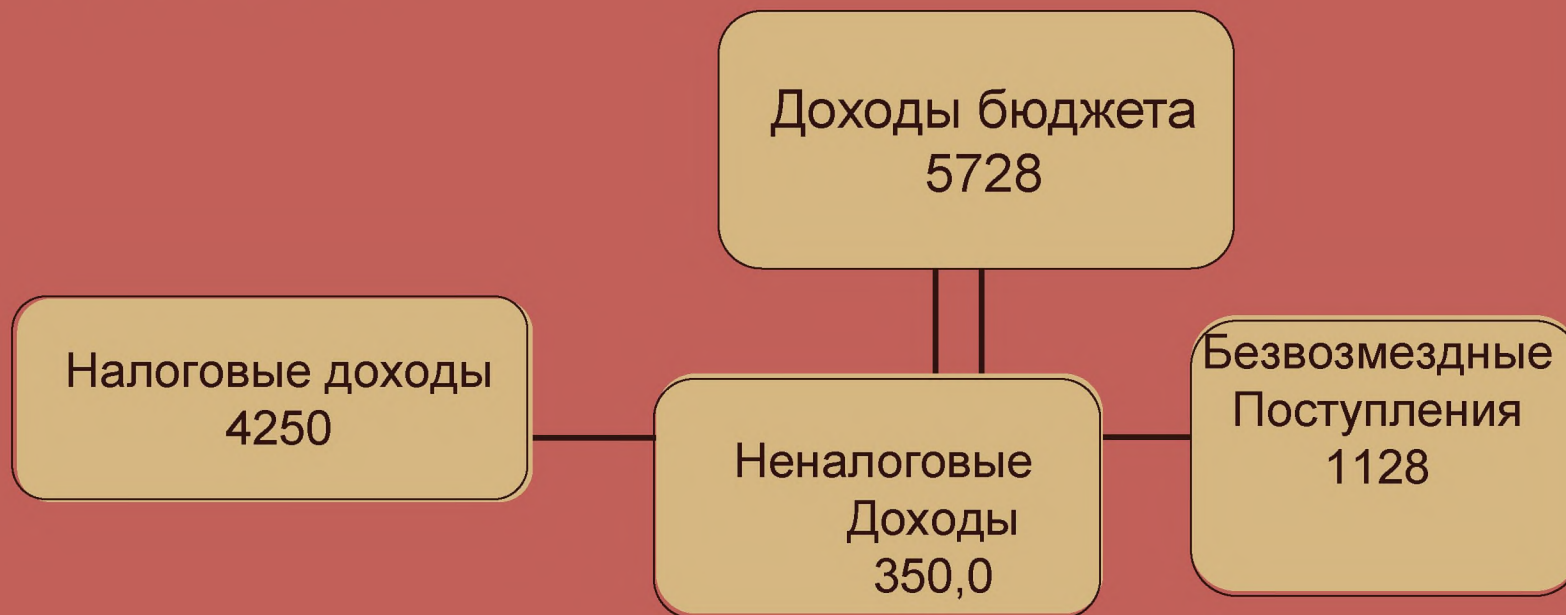 Доходы бюджета
5728
Налоговые доходы
4250
Неналоговые
Доходы
350,0
Безвозмездные
Поступления
1128